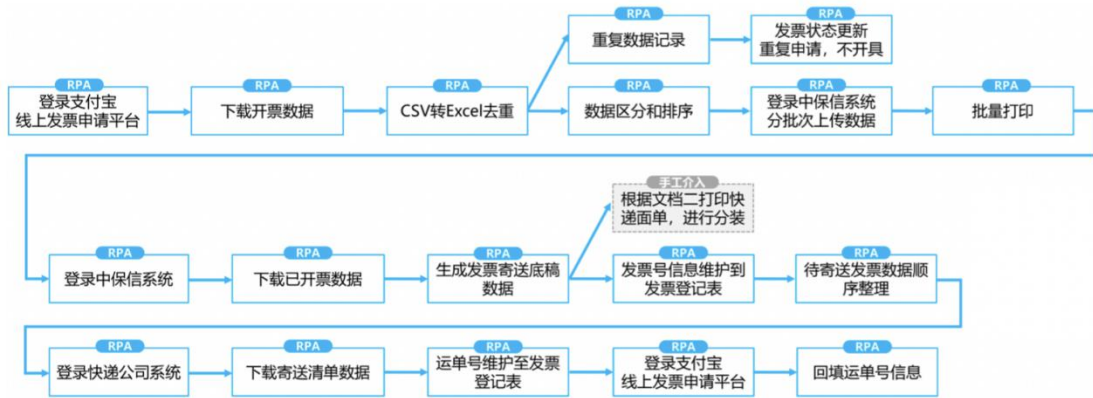 RPA
重复数据记录
RPA
发票状态更新
重复申请，不开具
RPA
登录支付宝
线上发票申请平台
RPA
下载开票数据
RPA
CSV转Excel去重
RPA
数据区分和排序
RPA
登录中保信系统
分批次上传数据
RPA
批量打印
手工介入
根据文档二打印快
递面单，进行分装
RPA
登录中保信系统
RPA
下载已开票数据
RPA
生成发票寄送底稿
数据
RPA
发票号信息维护到
发票登记表
RPA
待寄送发票数据顺
序整理
RPA
登录快递公司系统
RPA
下载寄送清单数据
RPA
运单号维护至发票
登记表
RPA
登录支付宝
线上发票申请平台
RPA
回填运单号信息